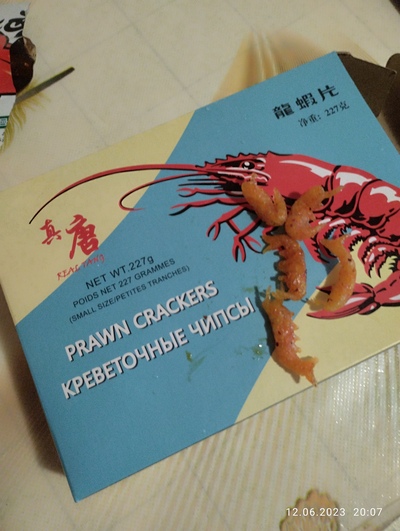 龍蝦片
净重: 227克
真唐
REAL TANG
NET WT.227g
POIDS NET 227 GRAMMES
(SMALL SIZE/PETITES TRANCHES)
PRAWN CRACKERS
КРЕВЕТОЧНЫЕ ЧИПСЫ
12.06.2023 20:07